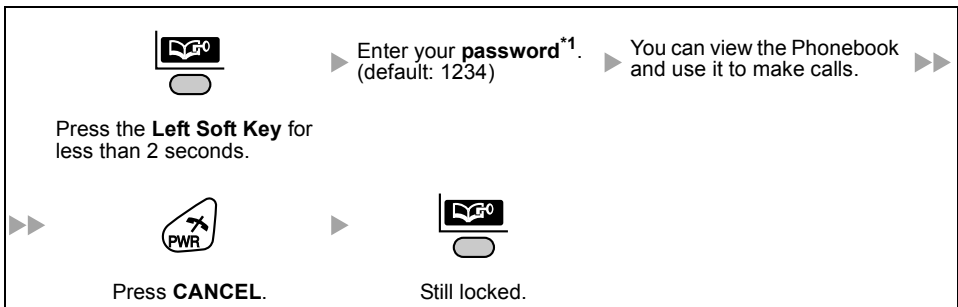 Enter your password*1.
(default: 1234)
You can view the Phonebook
and use it to make calls.
Press the Left Soft Key for
less than 2 seconds.
PWR
Press CANCEL.
Still locked.